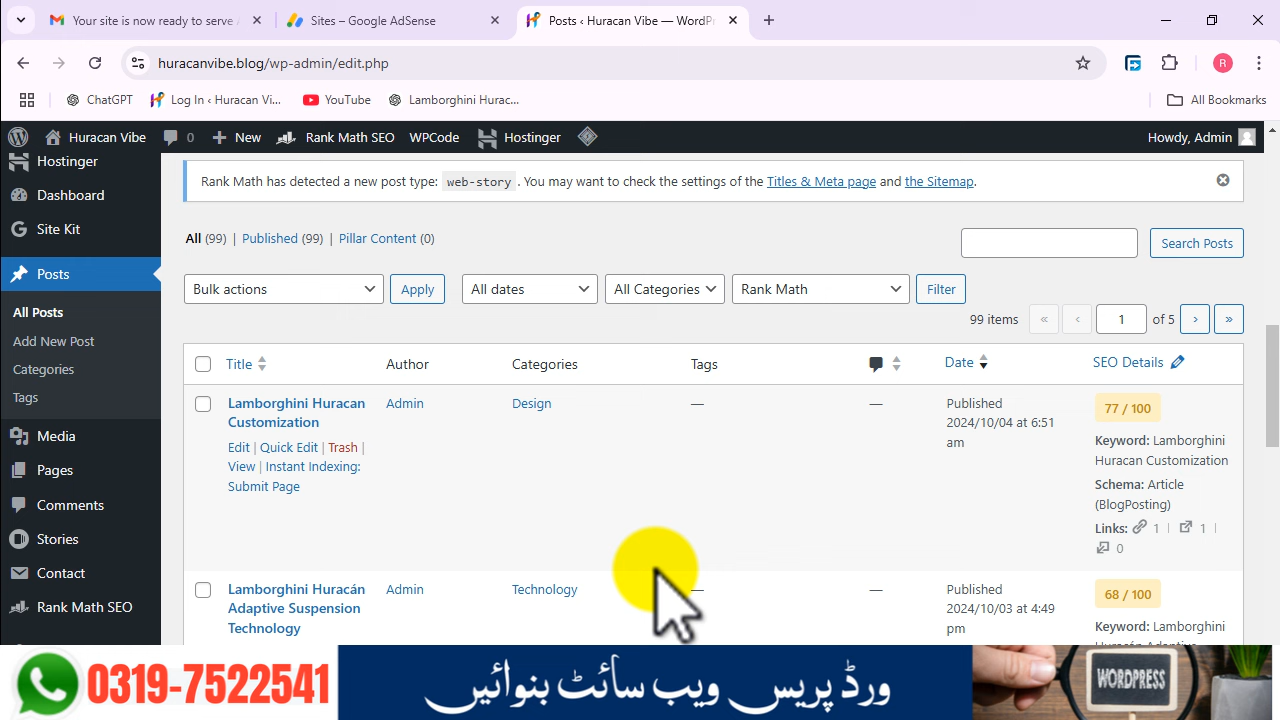 Your site is now ready to serve
Sites – Google AdSense
Posts ‹ Huracan Vibe — WordPr
huracanvibe.blog/wp-admin/edit.php
R
ChatGPT
Log In ‹ Huracan Vi...
YouTube
Lamborghini Hurac...
All Bookmarks
Huracan Vibe
0
New
Rank Math SEO
WPCode
Hostinger
Howdy, Admin
Hostinger
Dashboard
Site Kit
Posts
All Posts
Add New Post
Categories
Tags
Media
Pages
Comments
Stories
Contact
Rank Math SEO
Rank Math has detected a new post type: web-story . You may want to check the settings of the Titles & Meta page and the Sitemap.
All (99) | Published (99) | Pillar Content (0)
Search Posts
Bulk actions
Apply
All dates
All Categories
Rank Math
Filter
99 items « ‹ 1 of 5 › »
Title Author Categories Tags Date SEO Details
Lamborghini Huracan Customization
Edit | Quick Edit | Trash |
View | Instant Indexing:
Submit Page
Admin
Design
—
—
Published
2024/10/04 at 6:51
am
77 / 100
Keyword: Lamborghini
Huracan Customization
Schema: Article
(BlogPosting)
Links: 1 | 1 |
0
Lamborghini Huracán
Adaptive Suspension
Technology
Admin
Technology
—
—
Published
2024/10/03 at 4:49
pm
68 / 100
Keyword: Lamborghini
0319-7522541
ورڈ پریس ویب سائٹ بنوائیں
WORDPRESS